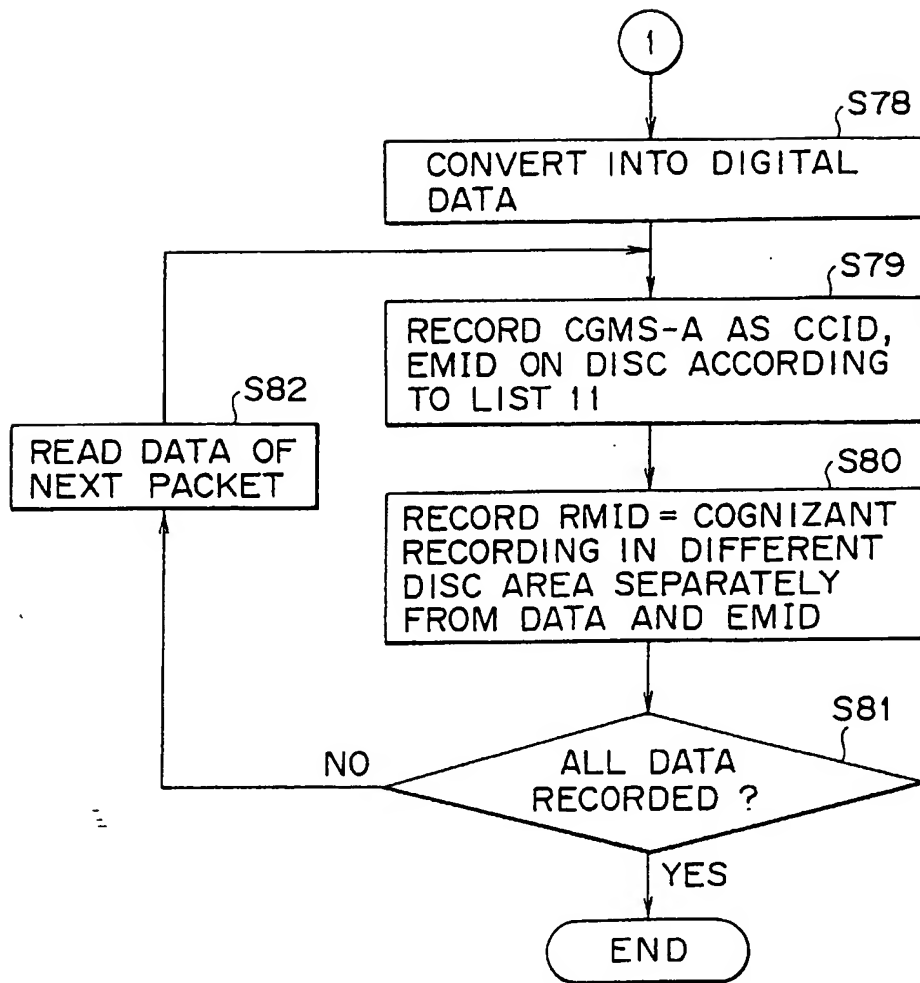 1
S78
CONVERT INTO DIGITAL
DATA
S79
RECORD CGMS-A AS CCID,
EMID ON DISC ACCORDING
TO LIST 11
S82
READ DATA OF
NEXT PACKET
S80
RECORD RMID = COGNIZANT
RECORDING IN DIFFERENT
DISC AREA SEPARATELY
FROM DATA AND EMID
S81
NO
ALL DATA
RECORDED ?
YES
END